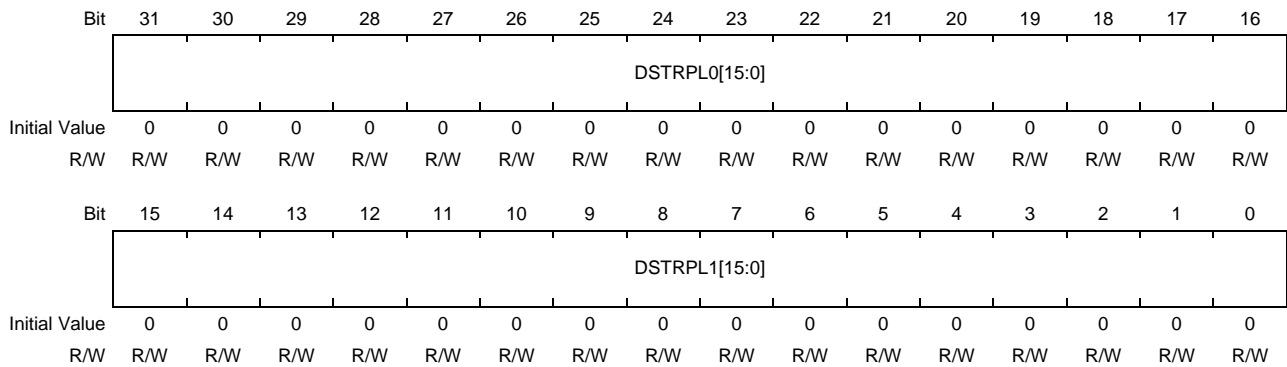 Bit 31 30 29 28 27 26 25 24 23 22 21 20 19 18 17 16
DSTRPL0[15:0]
Initial Value 0 0 0 0 0 0 0 0 0 0 0 0 0 0 0 0
R/W R/W R/W R/W R/W R/W R/W R/W R/W R/W R/W R/W R/W R/W R/W R/W R/W
Bit 15 14 13 12 11 10 9 8 7 6 5 4 3 2 1 0
DSTRPL1[15:0]
Initial Value 0 0 0 0 0 0 0 0 0 0 0 0 0 0 0 0
R/W R/W R/W R/W R/W R/W R/W R/W R/W R/W R/W R/W R/W R/W R/W R/W R/W